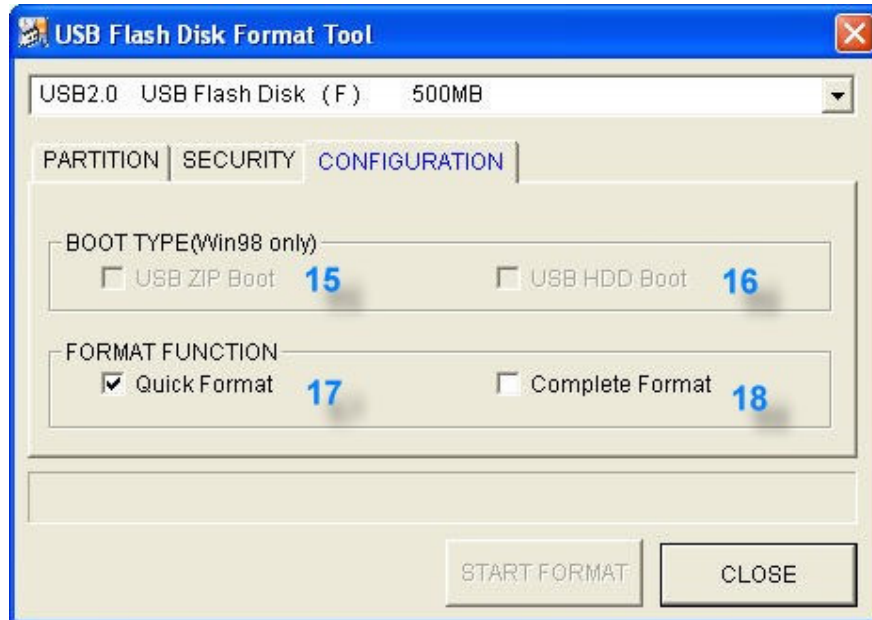 USB Flash Disk Format Tool
USB2.0 USB Flash Disk (F) 500MB
PARTITION SECURITY CONFIGURATION
BOOT TYPE(Win98 only)
USB ZIP Boot 15 USB HDD Boot 16
FORMAT FUNCTION
Quick Format 17 Complete Format 18
START FORMAT CLOSE